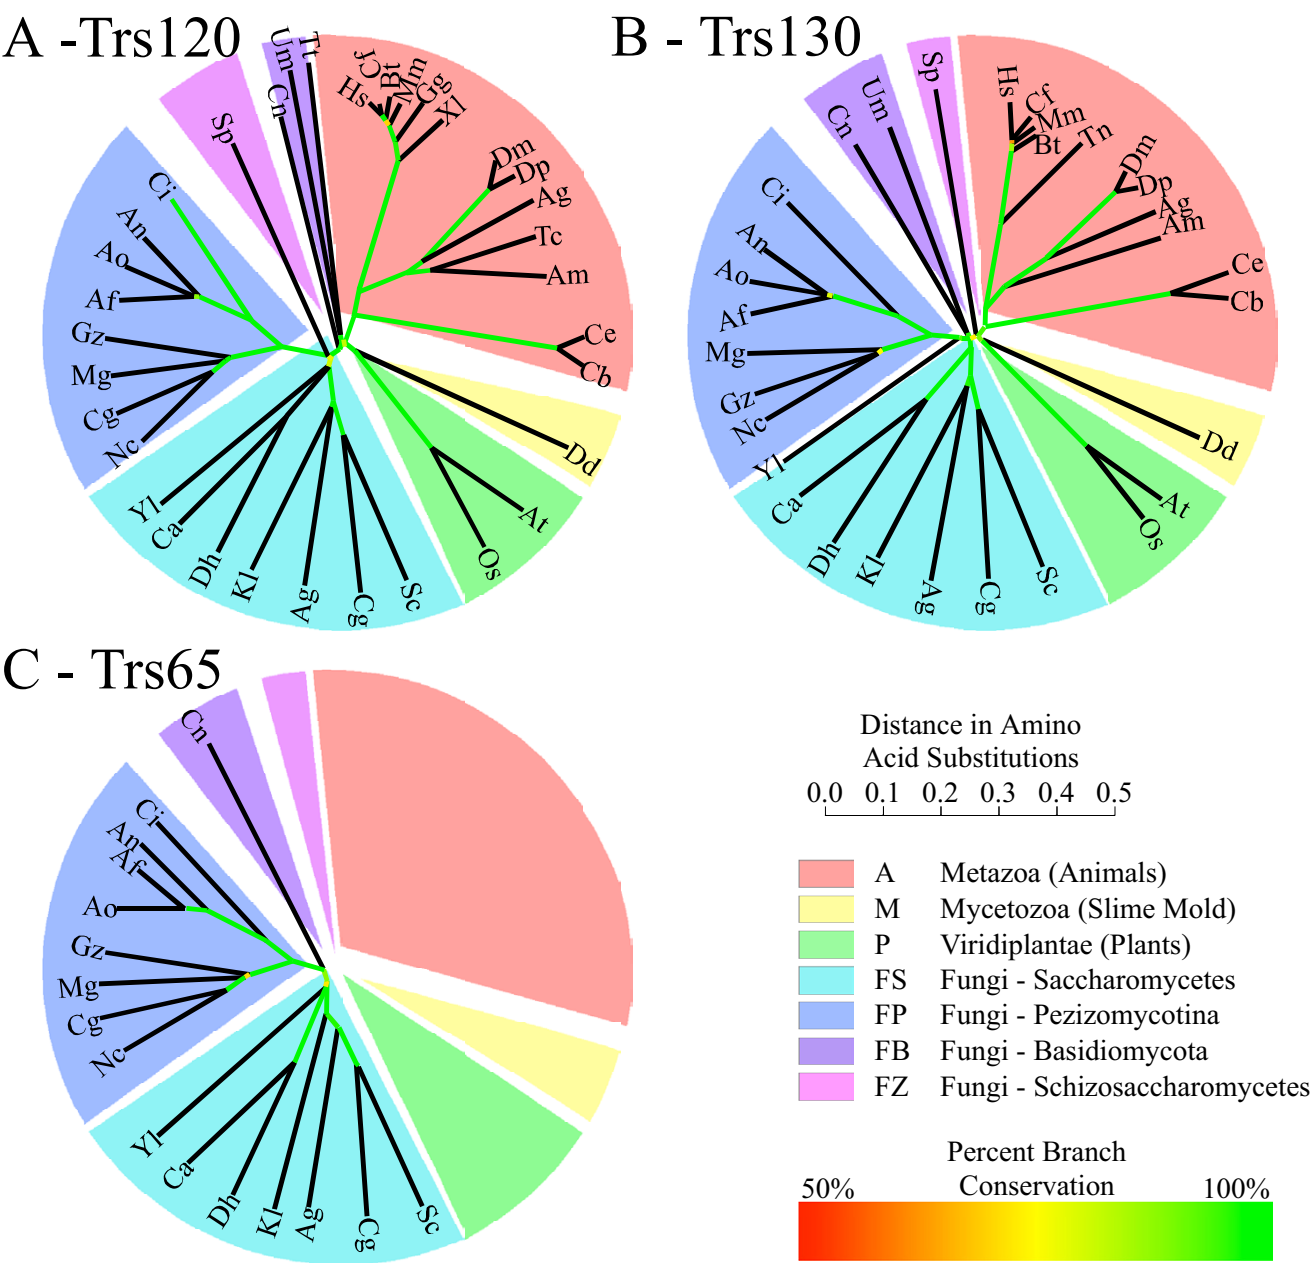 A -Trs120
Um
Tt
Cn
Sp
Hs
Cf
Bt
Mm
Gg
Xl
Dm
Dp
Ag
Tc
Am
Ce
Cb
Dd
At
Os
Sc
Cg
Ag
Kl
Dh
Ca
Yl
Nc
Cg
Mg
Gz
Af
Ao
An
Ci
B - Trs130
Cn
Um
Sp
Hs
Cf
Mm
Bt
Tn
Dm
Dp
Ag
Am
Ce
Cb
Dd
At
Os
Sc
Cg
Ag
Kl
Dh
Ca
Yl
Nc
Gz
Mg
Af
Ao
An
Ci
C - Trs65
Cn
Ci
An
Af
Ao
Gz
Mg
Cg
Nc
Yl
Ca
Dh
Kl
Ag
Cg
Sc
Distance in Amino
Acid Substitutions
0.0 0.1 0.2 0.3 0.4 0.5
A Metazoa (Animals)
M Mycetozoa (Slime Mold)
P Viridiplantae (Plants)
FS Fungi - Saccharomycetes
FP Fungi - Pezizomycotina
FB Fungi - Basidiomycota
FZ Fungi - Schizosaccharomycetes
Percent Branch
Conservation
50% 100%